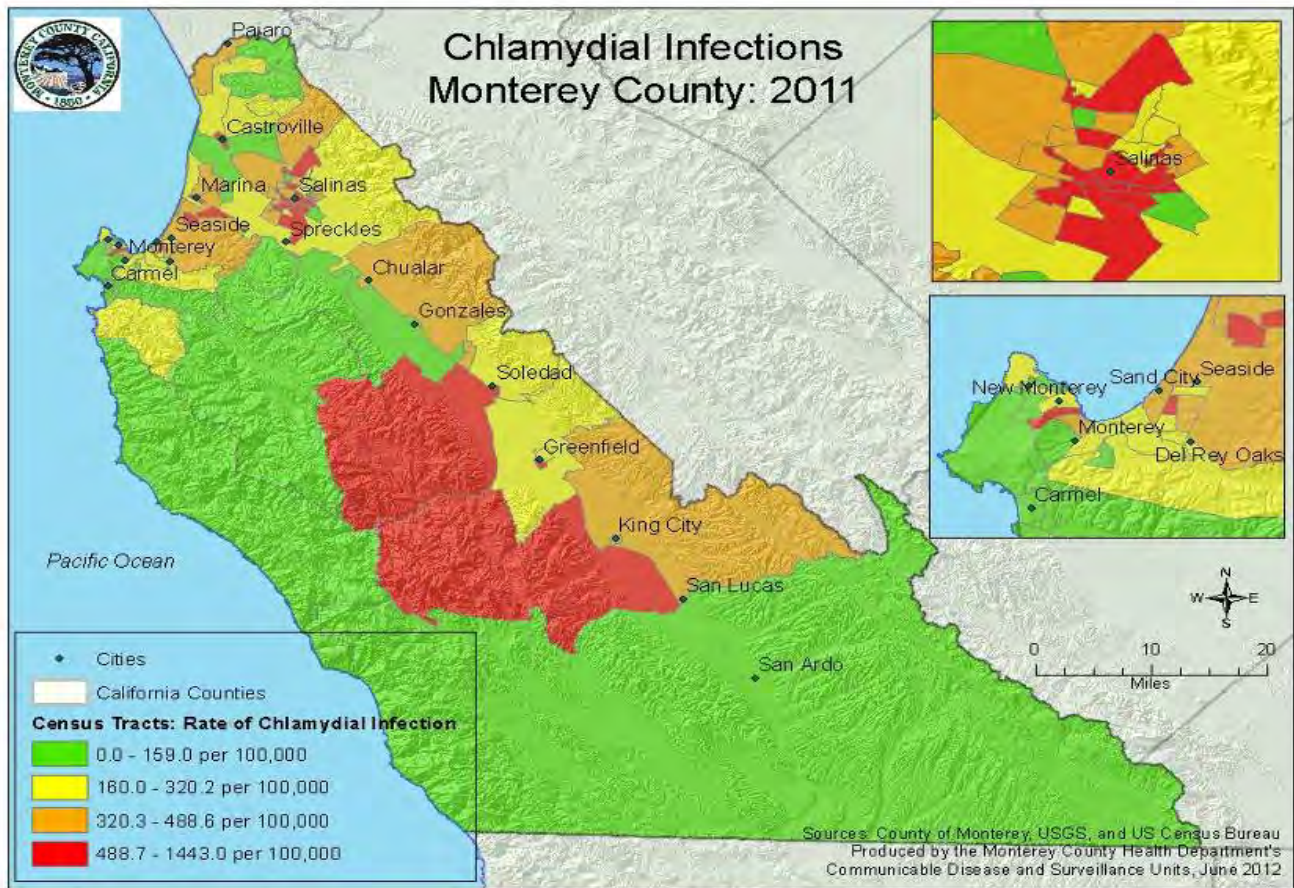 Chlamydial Infections
Monterey County: 2011
MONTEREY COUNTY CALIFORNIA
1850
Pajaro
Castroville
Marina
Salinas
Seaside
Spreckles
Monterey
Carmel
Chualar
Gonzales
Soledad
Greenfield
King City
San Lucas
San Ardo
Pacific Ocean
Salinas
New Monterey
Sand City
Seaside
Monterey
Del Rey Oaks
Carmel
N
W
E
S
0
10
20
Miles
Cities
California Counties
Census Tracts: Rate of Chlamydial Infection
0.0 - 159.0 per 100,000
160.0 - 320.2 per 100,000
320.3 - 488.6 per 100,000
488.7 - 1443.0 per 100,000
Sources: County of Monterey, USGS, and US Census Bureau
Produced by the Monterey County Health Department's
Communicable Disease and Surveillance Units, June 2012